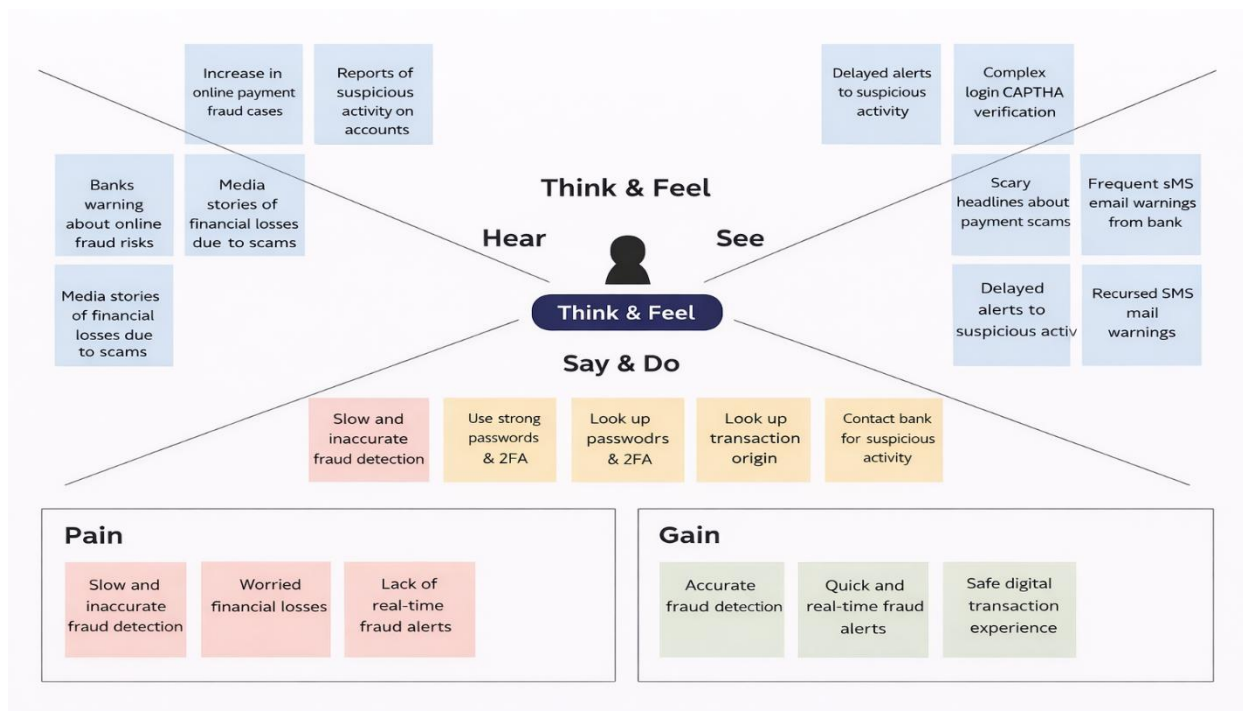 Increase in
online payment
fraud cases
Reports of
suspicious
activity on
accounts
Delayed alerts
to suspicious
activity
Complex
login CAPTHA
verification
Banks
warning
about online
fraud risks
Media
stories of
financial losses
due to scams
Think & Feel
Hear
See
Scary
headlines about
payment scams
Frequent sMS
email warnings
from bank
Media stories
of financial
losses due
to scams
Think & Feel
Delayed
alerts to
suspicious activ
Recursed SMS
mail
warnings
Say & Do
Slow and
inaccurate
fraud detection
Use strong
passwords
& 2FA
Look up
passwodrs
& 2FA
Look up
transaction
origin
Contact bank
for suspicious
activity
Pain
Slow and
inaccurate
fraud detection
Worried
financial losses
Lack of
real-time
fraud alerts
Gain
Accurate
fraud detection
Quick and
real-time fraud
alerts
Safe digital
transaction
experience